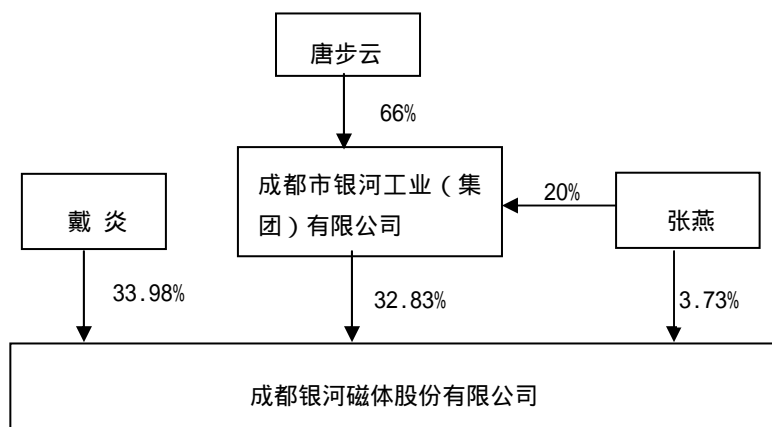 唐步云
66%
成都市银河工业（集
团）有限公司
20%
戴 炎
张燕
33.98%
32.83%
3.73%
成都银河磁体股份有限公司